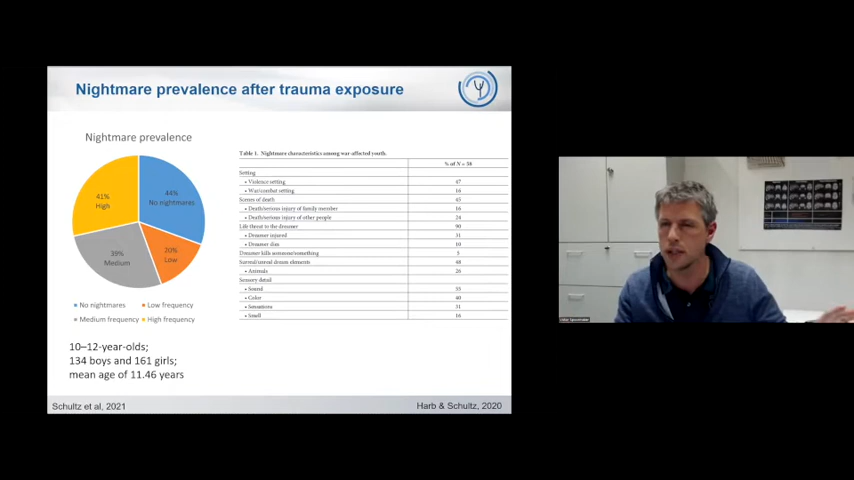 Nightmare prevalence after trauma exposure
Nightmare prevalence
41%
High
44%
No nightmares
39%
Medium
20%
Low
No nightmares
Low frequency
Medium frequency
High frequency
10–12-year-olds;
134 boys and 161 girls;
mean age of 11.46 years
Table 1. Nightmare characteristics among war-affected youth.
% of N = 58
Setting
• Violence setting 47
• War/combat setting 16
Scenes of death 45
• Death/serious injury of family member 16
• Death/serious injury of other people 24
Life threat to the dreamer 90
• Dreamer injured 31
• Dreamer dies 10
Dreamer kills someone/something 5
Surreal/unreal dream elements 48
• Animals 26
Sensory detail
• Sound 55
• Color 40
• Sensations 31
• Smell 16
Schultz et al, 2021
Harb & Schultz, 2020